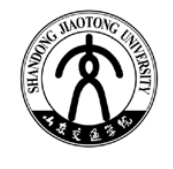 SHANDONG JIAOTONG UNIVERSITY
山东交通学院